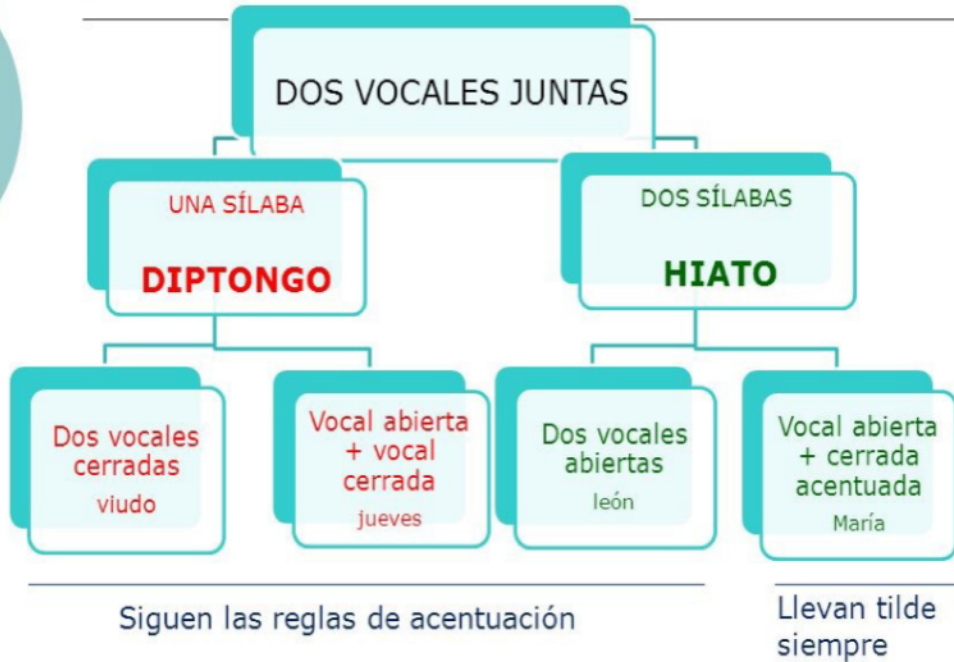 DOS VOCALES JUNTAS
UNA SÍLABA
DIPTONGO
DOS SÍLABAS
HIATO
Dos vocales
cerradas
viudo
Vocal abierta
+ vocal
cerrada
jueves
Dos vocales
abiertas
león
Vocal abierta
+ cerrada
acentuada
María
Siguen las reglas de acentuación
Llevan tilde
siempre